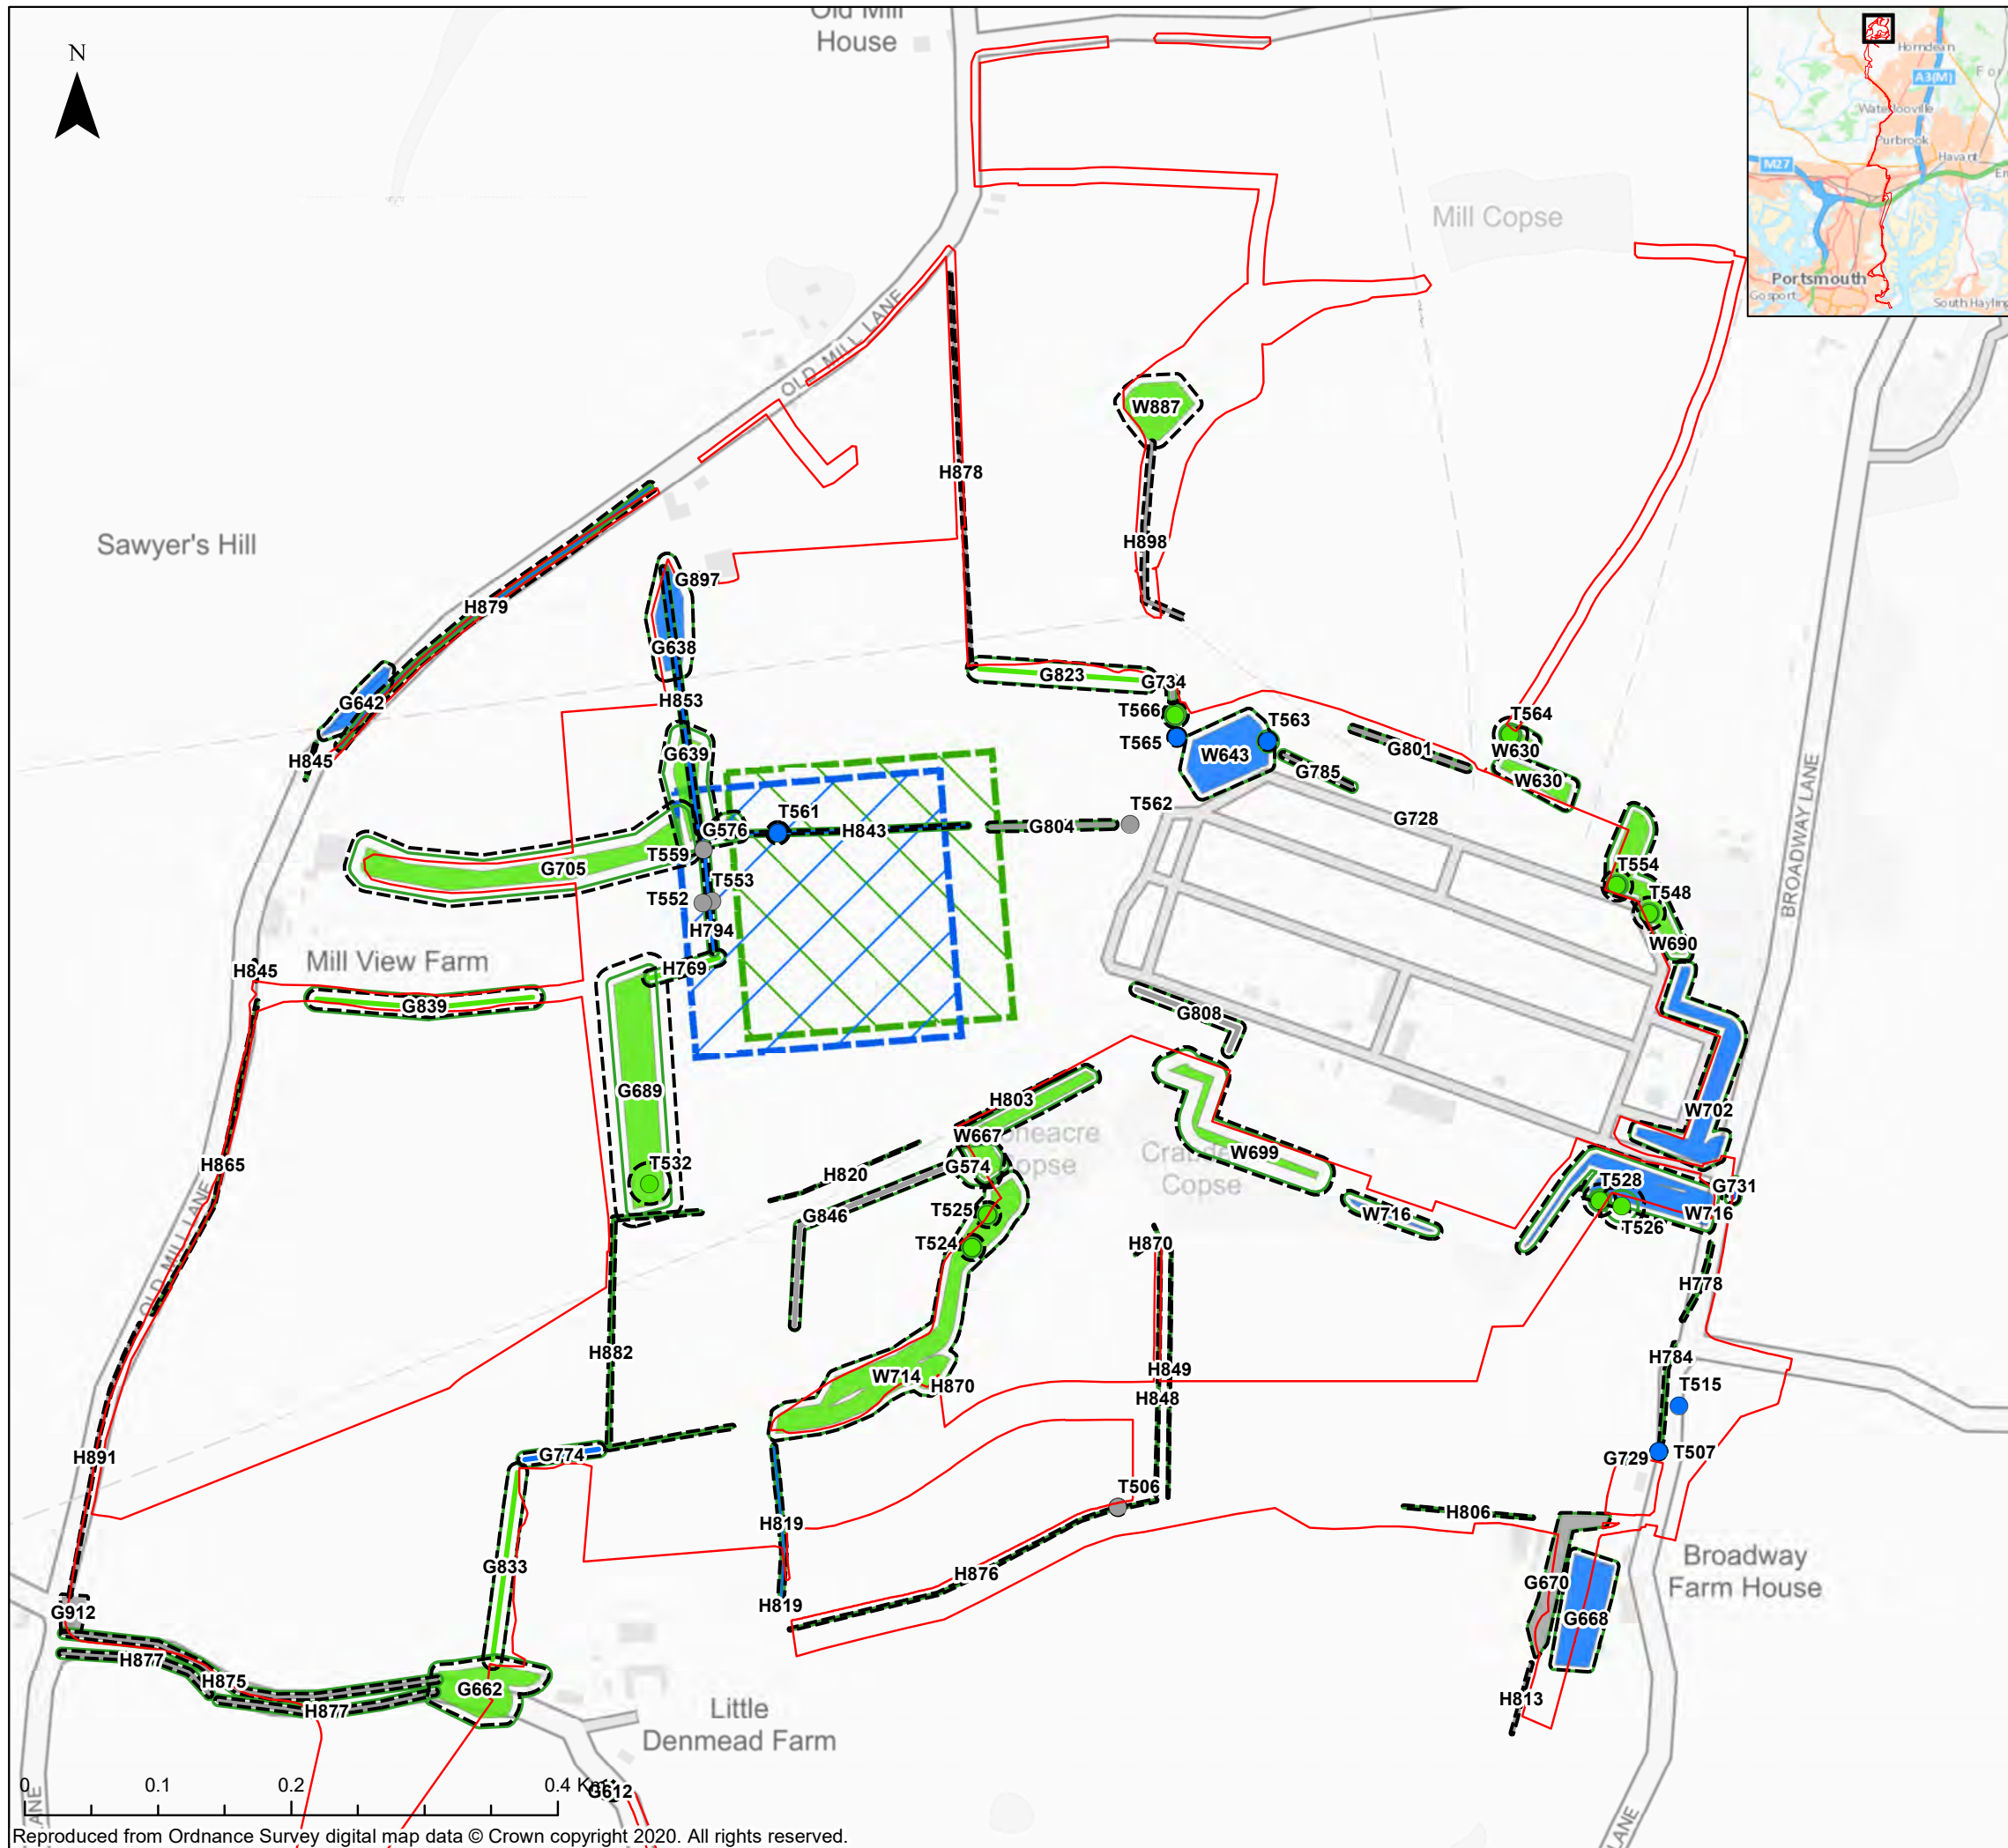 Old Mill
House
N
Horndean
A3(M)
Waterlooville
Purbrook
Havant
M27
Portsmouth
Gosport
South Hayling
Mill Copse
OLD MILL LANE
W887
H878
Sawyer's Hill
H898
G897
H879
G638
G823
G734
H853
G642
T566
T564
T563
T565
G801
W630
W643
G639
H845
G785
W630
BROADWAY LANE
T561
T562
G728
G576
H843
G804
T559
G705
T554
T553
T552
T548
H794
W690
Mill View Farm
H769
H845
G839
G808
G689
H803
W702
W667
Copse
W699
H865
T532
G574
H820
T528
G731
T525
G846
W716
W716
T526
T524
H870
OLD MILL LANE
H778
H882
H784
H849
W714
H870
T515
H848
H891
G774
G729
T507
T506
H806
H819
G833
H876
Broadway
Farm House
G670
H819
G912
G668
H877
H875
G662
H877
H813
Little
Denmead Farm
0
0.1
0.2
0.4 Km
G612
LANE
LANE
Reproduced from Ordnance Survey digital map data © Crown copyright 2020. All rights reserved.